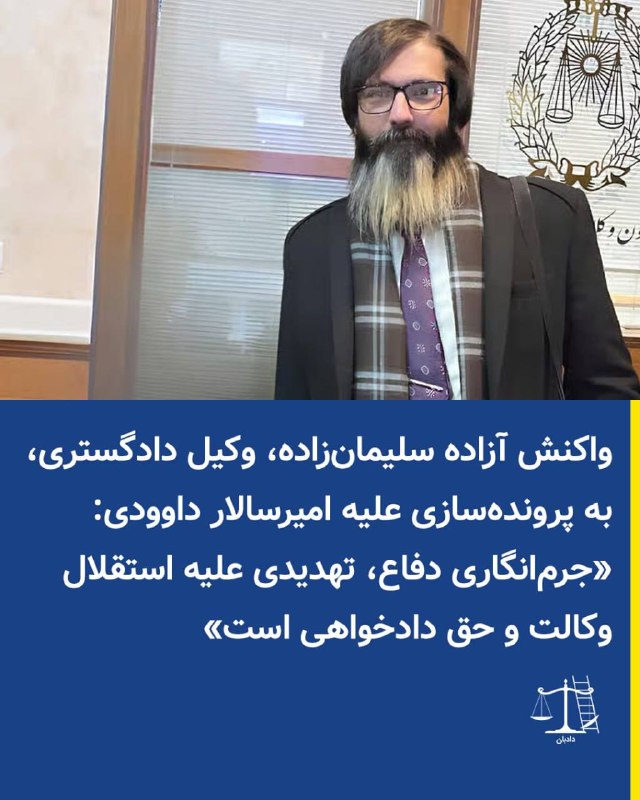 واکنش آزاده سلیمان‌زاده، وکیل دادگستری،
به پرونده‌سازی علیه امیرسالار داوودی:
«جرم‌انگاری دفاع، تهدیدی علیه استقلال
وکالت و حق دادخواهی است»
دادبان